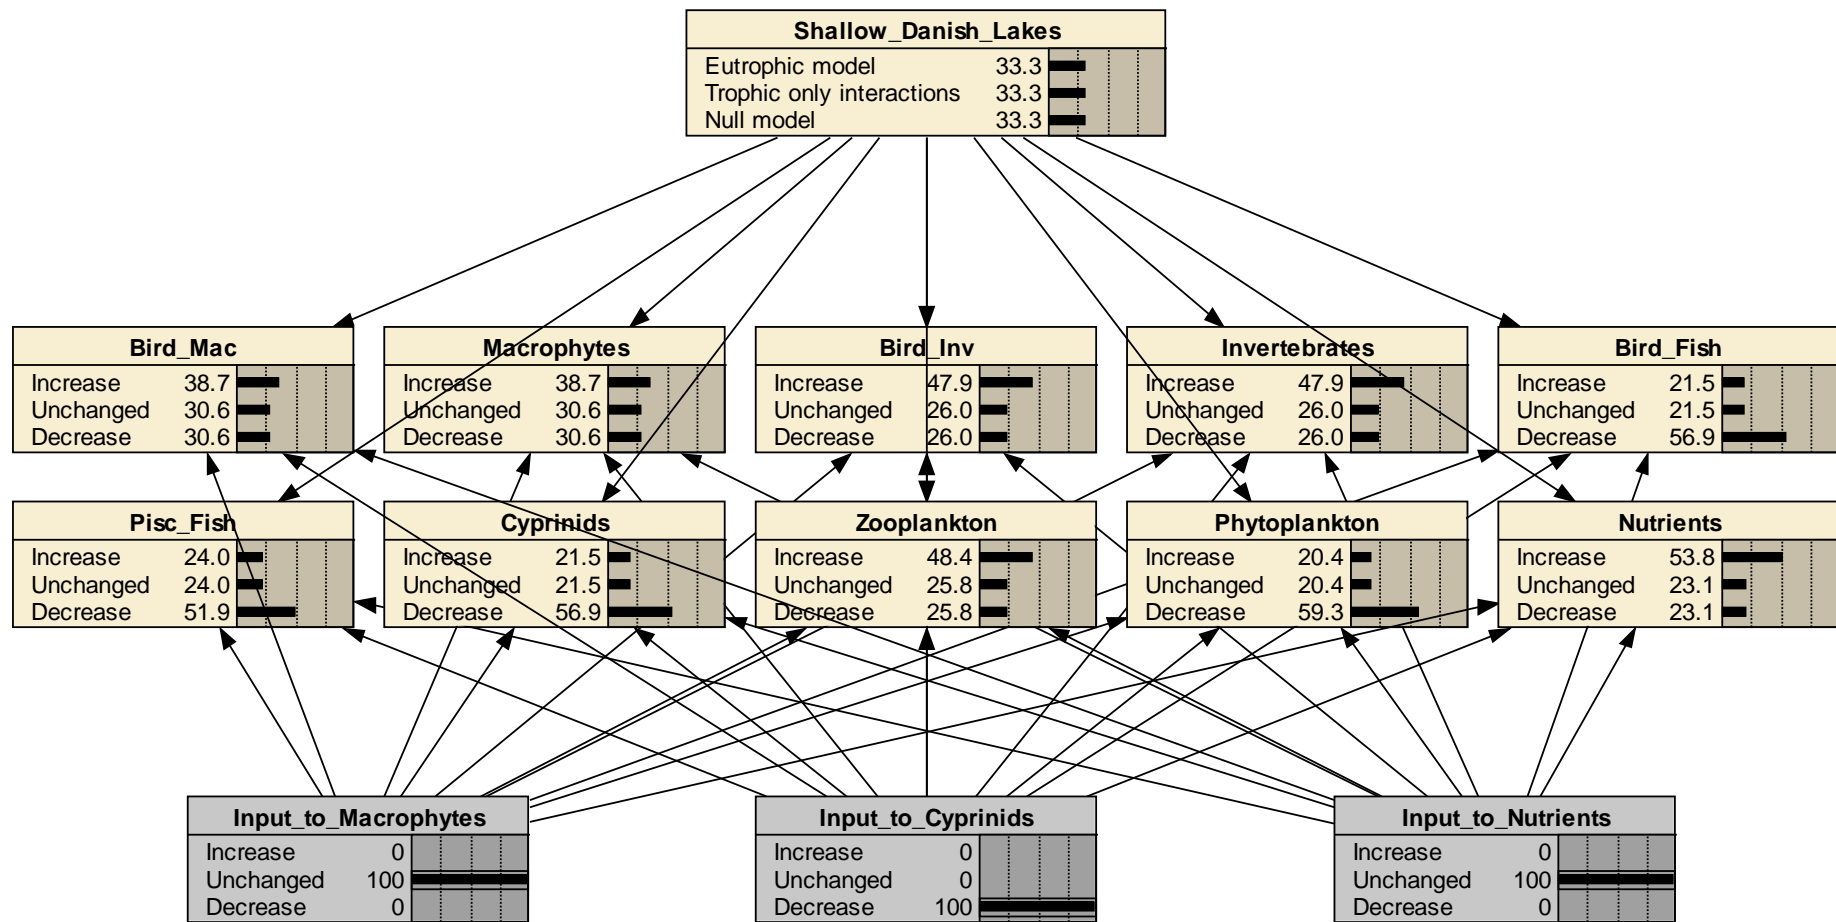 Shallow_Danish_Lakes
Eutrophic model 33.3
Trophic only interactions 33.3
Null model 33.3
Bird_Mac
Increase 38.7
Unchanged 30.6
Decrease 30.6
Macrophytes
Increase 38.7
Unchanged 30.6
Decrease 30.6
Bird_Inv
Increase 47.9
Unchanged 26.0
Decrease 26.0
Invertebrates
Increase 47.9
Unchanged 26.0
Decrease 26.0
Bird_Fish
Increase 21.5
Unchanged 21.5
Decrease 56.9
Pisc_Fish
Increase 24.0
Unchanged 24.0
Decrease 51.9
Cyprinids
Increase 21.5
Unchanged 21.5
Decrease 56.9
Zooplankton
Increase 48.4
Unchanged 25.8
Decrease 25.8
Phytoplankton
Increase 20.4
Unchanged 20.4
Decrease 59.3
Nutrients
Increase 53.8
Unchanged 23.1
Decrease 23.1
Input_to_Macrophytes
Increase 0
Unchanged 100
Decrease 0
Input_to_Cyprinids
Increase 0
Unchanged 0
Decrease 100
Input_to_Nutrients
Increase 0
Unchanged 100
Decrease 0